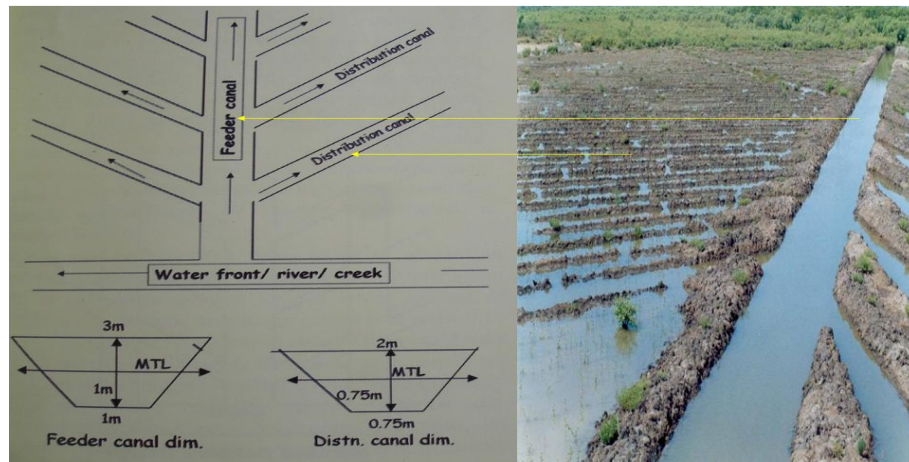 Feeder canal
Distribution canal
Distribution canal
Water front/ river/ creek
3m
MTL
1m
1m
Feeder canal dim.
2m
MTL
0.75m
0.75m
Distn. canal dim.